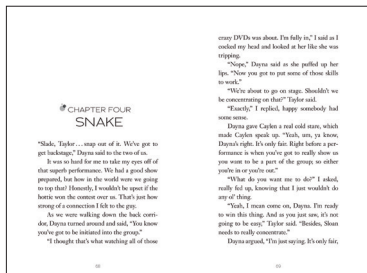 CHAPTER FOUR
SNAKE
“Slade, Taylor . . . snap out of it. We’ve got to
get backstage,” Dayna said to the two of us.
It was so hard for me to take my eyes off of
that superb performance. We had a good show
prepared, but how in the world were we going
to top that? Honestly, I wouldn’t be upset if the
hottie won the contest over us. That’s just how
strong of a connection I felt to the guy.
As we were walking down the back corri-
dor, Dayna turned around and said, “You know
you’ve got to be initiated into the group.”
“I thought that’s what watching all of those
crazy DVDs was about. I’m fully in,” I said as I
cocked my head and looked at her like she was
tripping.
“Nope,” Dayna said as she puffed up her
lips. “Now you got to put some of those skills
to work.”
“We’re about to go on stage. Shouldn’t we
be concentrating on that?” Taylor said.
“Exactly,” I replied, happy somebody had
some sense.
Dayna gave Caylen a real cold stare, which
made Caylen speak up. “Yeah, um, ya know,
Dayna’s right. It’s only fair. Right before a per-
formance is when you’ve got to really show us
you want to be a part of the group; so either
you’re in or you’re out.”
“What do you want me to do?” I asked,
really fed up, knowing that I just wouldn’t do
any ol’ thing.
“Yeah, I mean come on, Dayna. I’m ready
to win this thing. And as you just saw, it’s not
going to be easy,” Taylor said. “Besides, Sloan
needs to really concentrate.”
Dayna argued, “I’m just saying. It’s only fair,